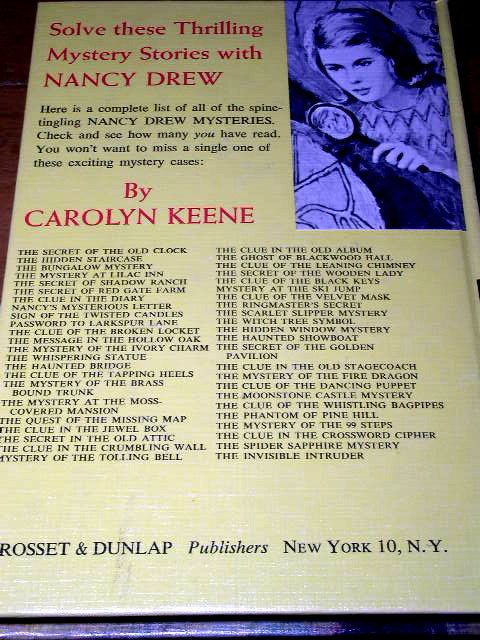 Solve these Thrilling
Mystery Stories with
NANCY DREW
Here is a complete list of all of the spine-
tingling NANCY DREW MYSTERIES.
Check and see how many you have read.
You won't want to miss a single one of
these exciting mystery cases:
By
CAROLYN KEENE
THE SECRET OF THE OLD CLOCK
THE HIDDEN STAIRCASE
THE BUNGALOW MYSTERY
THE MYSTERY AT LILAC INN
THE SECRET OF SHADOW RANCH
THE SECRET OF RED GATE FARM
THE CLUE IN THE DIARY
NANCY'S MYSTERIOUS LETTER
SIGN OF THE TWISTED CANDLES
PASSWORD TO LARKSPUR LANE
THE CLUE OF THE BROKEN LOCKET
THE MESSAGE IN THE HOLLOW OAK
THE MYSTERY OF THE IVORY CHARM
THE WHISPERING STATUE
THE HAUNTED BRIDGE
THE CLUE OF THE TAPPING HEELS
THE MYSTERY OF THE BRASS
BOUND TRUNK
THE MYSTERY AT THE MOSS-
COVERED MANSION
THE QUEST OF THE MISSING MAP
THE CLUE IN THE JEWEL BOX
THE SECRET IN THE OLD ATTIC
THE CLUE IN THE CRUMBLING WALL
MYSTERY OF THE TOLLING BELL
THE CLUE IN THE OLD ALBUM
THE GHOST OF BLACKWOOD HALL
THE CLUE OF THE LEANING CHIMNEY
THE SECRET OF THE WOODEN LADY
THE CLUE OF THE BLACK KEYS
MYSTERY AT THE SKI JUMP
THE CLUE OF THE VELVET MASK
THE RINGMASTER'S SECRET
THE SCARLET SLIPPER MYSTERY
THE WITCH TREE SYMBOL
THE HIDDEN WINDOW MYSTERY
THE HAUNTED SHOWBOAT
THE SECRET OF THE GOLDEN
PAVILION
THE CLUE IN THE OLD STAGECOACH
THE MYSTERY OF THE FIRE DRAGON
THE CLUE OF THE DANCING PUPPET
THE MOONSTONE CASTLE MYSTERY
THE CLUE OF THE WHISTLING BAGPIPES
THE PHANTOM OF PINE HILL
THE MYSTERY OF THE 99 STEPS
THE CLUE IN THE CROSSWORD CIPHER
THE SPIDER SAPPHIRE MYSTERY
THE INVISIBLE INTRUDER
ROSSET & DUNLAP Publishers NEW YORK 10, N.Y.